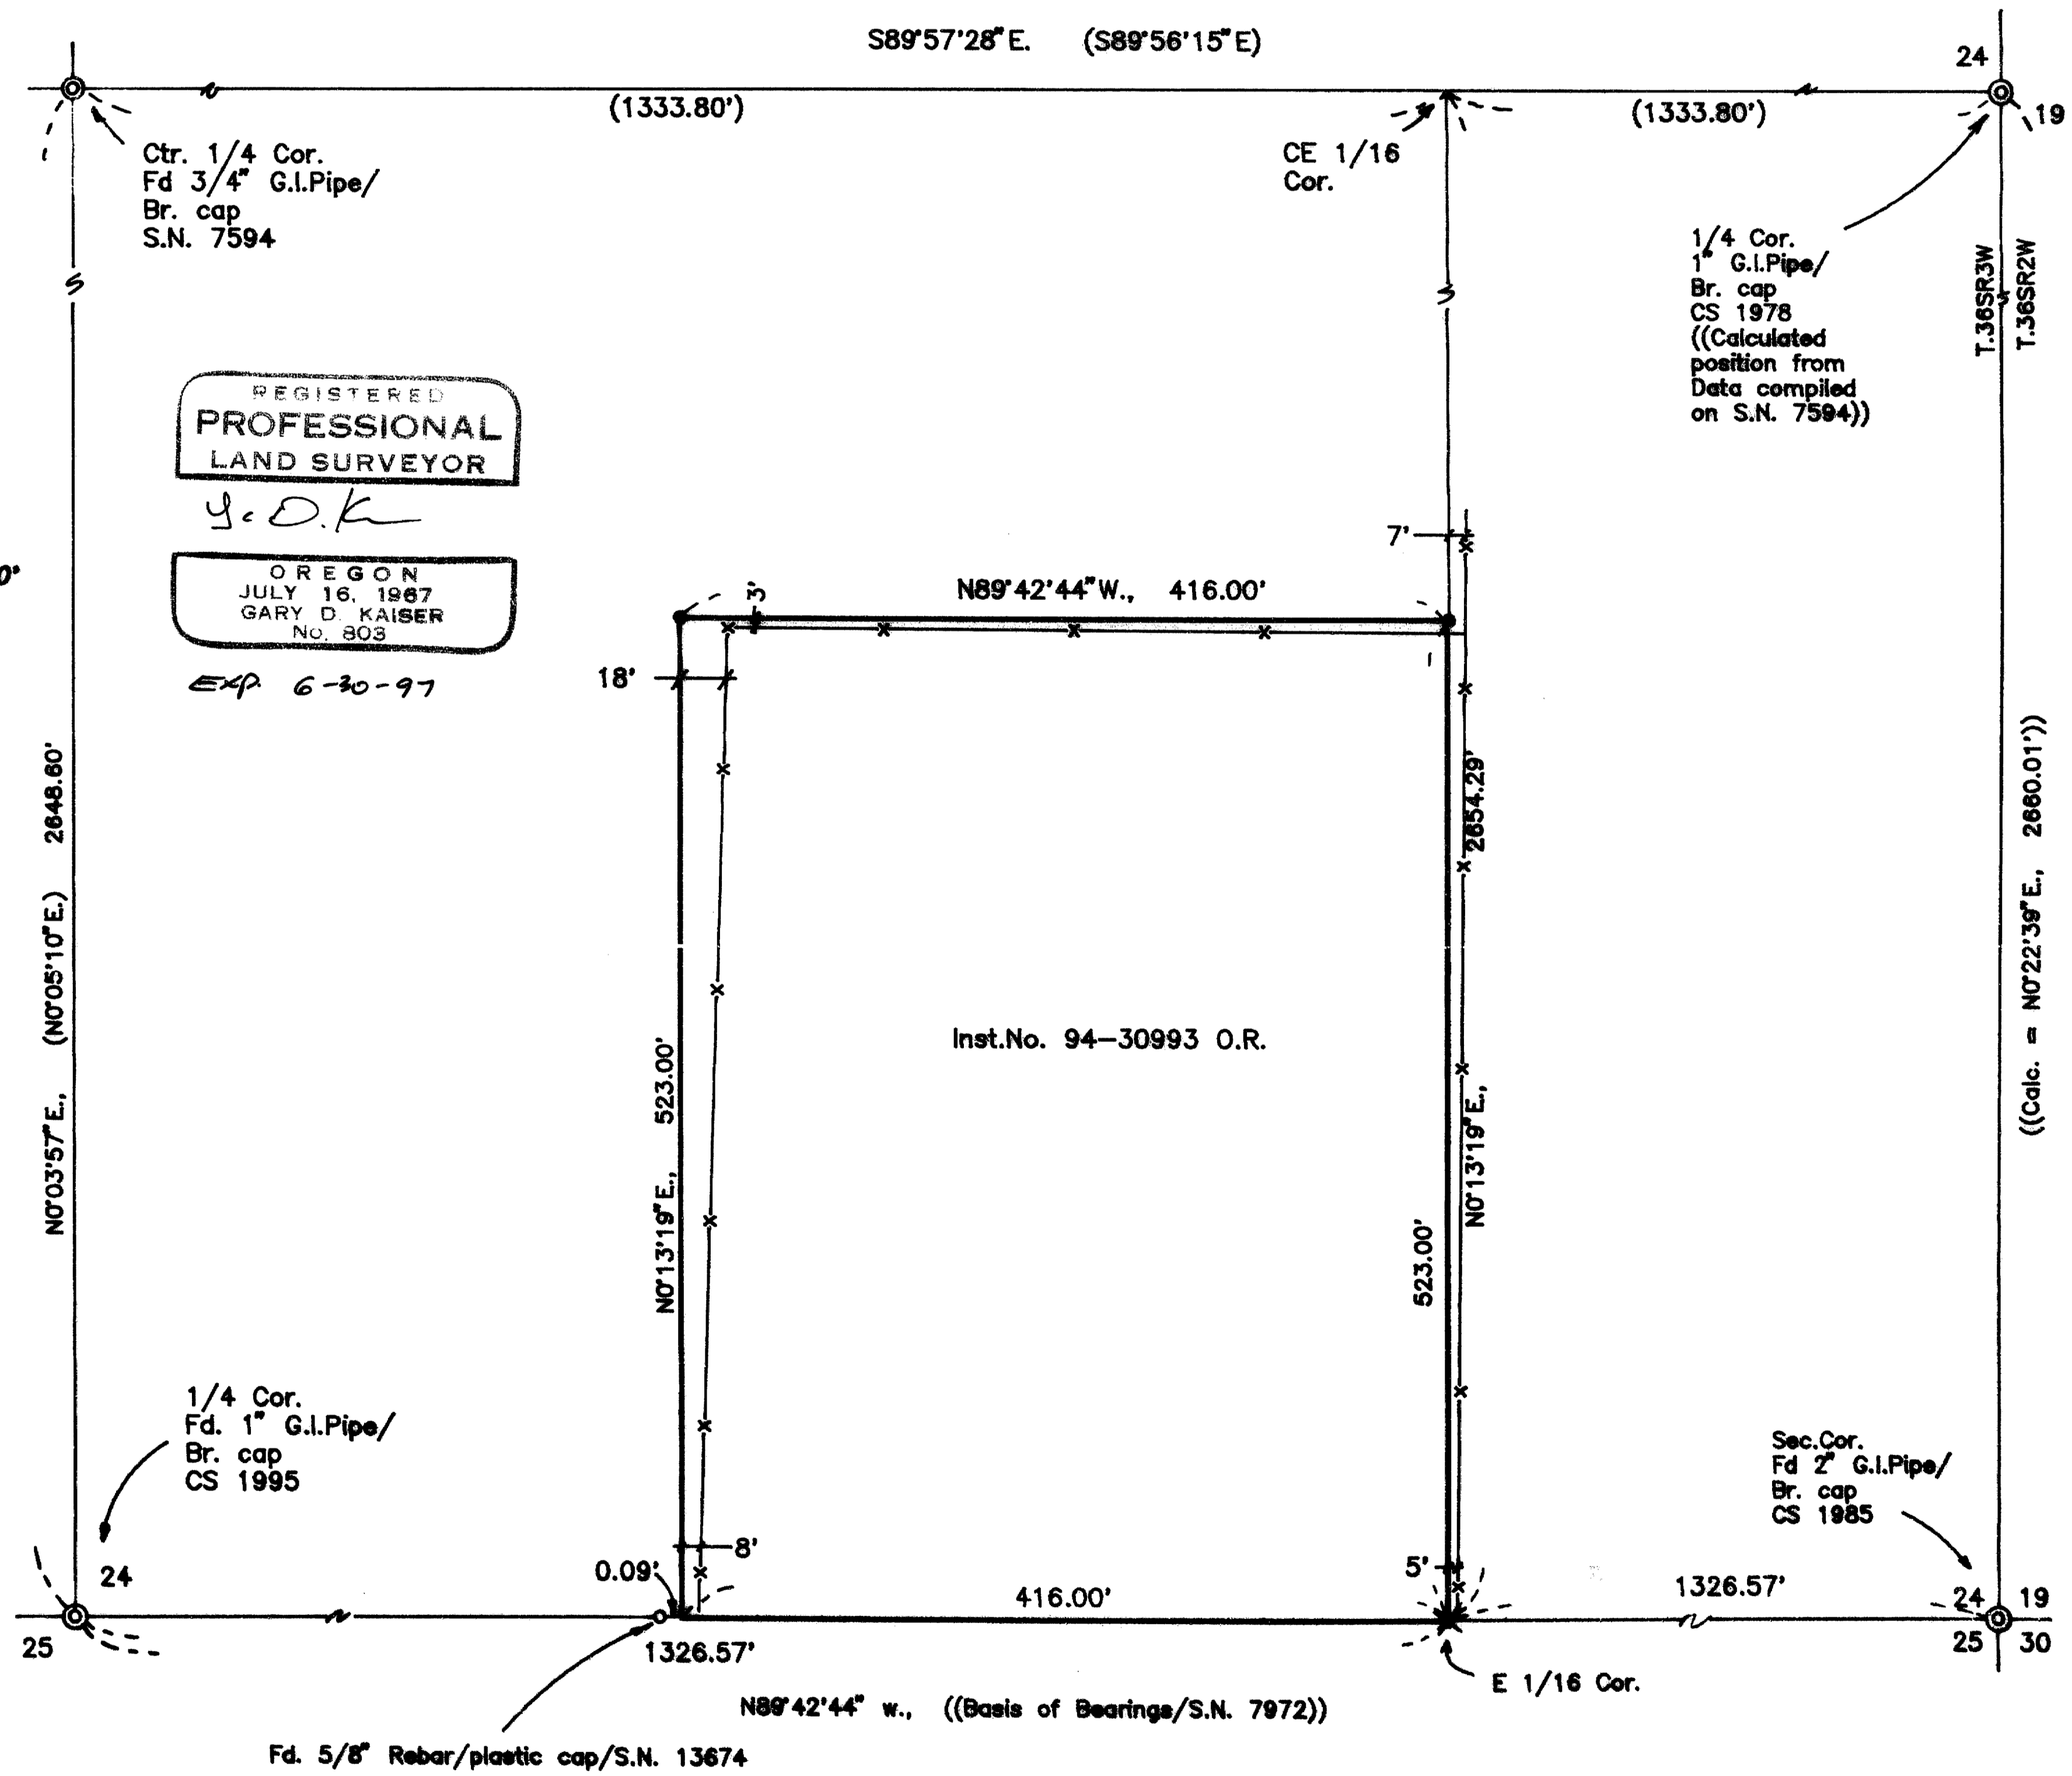 S89°57'28"E. (S89°56'15"E)
24
(1333.80')
(1333.80')
19
Ctr. 1/4 Cor.
Fd 3/4" G.I.Pipe/
Br. cap
S.N. 7594
CE 1/16
Cor.
1/4 Cor.
1" G.I.Pipe/
Br. cap
CS 1978
((Calculated
position from
Data compiled
on S.N. 7594))
T.36SR3W
T.36SR2W
REGISTERED
PROFESSIONAL
LAND SURVEYOR
OREGON
JULY 16, 1967
GARY D. KAISER
No. 803
Exp. 6-30-97
0'
7'
N89°42'44"W., 416.00'
3'
18'
N0°03'57"E., (N0°05'10"E.) 2648.60'
2654.29'
((Calc. = N0°22'39"E., 2660.01'))
Inst.No. 94-30993 O.R.
N0°13'19"E., 523.00'
N0°13'19"E.,
523.00'
1/4 Cor.
Fd. 1" G.I.Pipe/
Br. cap
CS 1995
Sec.Cor.
Fd 2" G.I.Pipe/
Br. cap
CS 1985
24
0.09'
8'
416.00'
5'
1326.57'
24 19
25
1326.57'
25 30
E 1/16 Cor.
N89°42'44" w., ((Basis of Bearings/S.N. 7972))
Fd. 5/8" Rebar/plastic cap/S.N. 13674